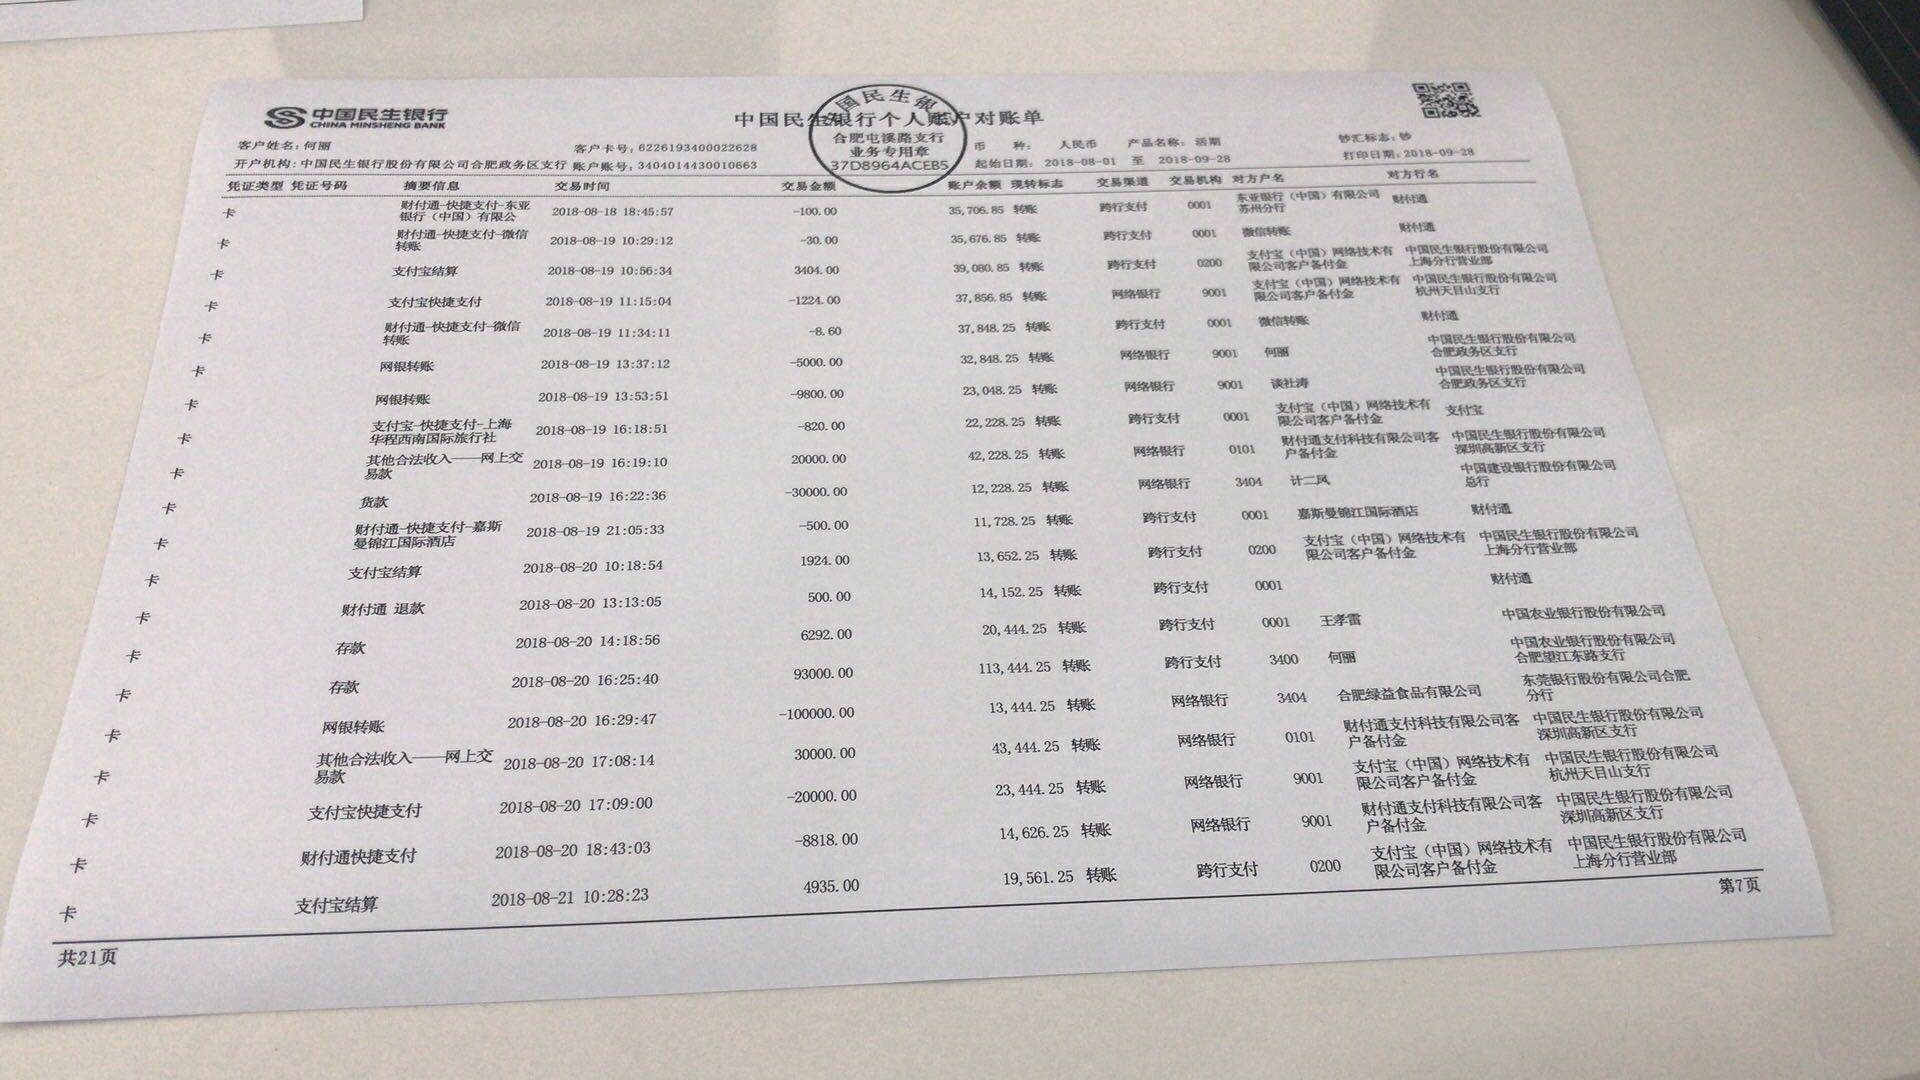 中国民生银行
CHINA MINSHENG BANK
中国民生银行个人账户对账单
国民生银
合肥屯溪路支行
业务专用章
37D8964ACEB5
客户姓名：何丽 客户卡号：6226193400022628 币 种： 人民币 产品名称：活期 钞汇标志：钞
开户机构：中国民生银行股份有限公司合肥政务区支行 账户账号：3404014430010663 起始日期：2018-08-01 至 2018-09-28 打印日期：2018-09-28
凭证类型 凭证号码 摘要信息 交易时间 交易金额 账户余额 现转标志 交易渠道 交易机构 对方户名 对方行名
卡 财付通-快捷支付-东亚银行（中国）有限公 2018-08-18 18:45:57 -100.00 35,706.85 转账 跨行支付 0001 东亚银行（中国）有限公司苏州分行 财付通
卡 财付通-快捷支付-微信转账 2018-08-19 10:29:12 -30.00 35,676.85 转账 跨行支付 0001 微信转账 财付通
卡 支付宝结算 2018-08-19 10:56:34 3404.00 39,080.85 转账 跨行支付 0200 支付宝（中国）网络技术有限公司客户备付金 中国民生银行股份有限公司上海分行营业部
卡 支付宝快捷支付 2018-08-19 11:15:04 -1224.00 37,856.85 转账 网络银行 9001 支付宝（中国）网络技术有限公司客户备付金 中国民生银行股份有限公司杭州天目山支行
卡 财付通-快捷支付-微信转账 2018-08-19 11:34:11 -8.60 37,848.25 转账 跨行支付 0001 微信转账 财付通
卡 网银转账 2018-08-19 13:37:12 -5000.00 32,848.25 转账 网络银行 9001 何丽 中国民生银行股份有限公司合肥政务区支行
卡 网银转账 2018-08-19 13:53:51 -9800.00 23,048.25 转账 网络银行 9001 谈社涛 中国民生银行股份有限公司合肥政务区支行
卡 支付宝-快捷支付-上海华程西南国际旅行社 2018-08-19 16:18:51 -820.00 22,228.25 转账 跨行支付 0001 支付宝（中国）网络技术有限公司客户备付金 支付宝
卡 其他合法收入——网上交易款 2018-08-19 16:19:10 20000.00 42,228.25 转账 网络银行 0101 财付通支付科技有限公司客户备付金 中国民生银行股份有限公司深圳高新区支行
卡 货款 2018-08-19 16:22:36 -30000.00 12,228.25 转账 网络银行 3404 计二凤 中国建设银行股份有限公司总行
卡 财付通-快捷支付-嘉斯曼锦江国际酒店 2018-08-19 21:05:33 -500.00 11,728.25 转账 跨行支付 0001 嘉斯曼锦江国际酒店 财付通
卡 支付宝结算 2018-08-20 10:18:54 1924.00 13,652.25 转账 跨行支付 0200 支付宝（中国）网络技术有限公司客户备付金 中国民生银行股份有限公司上海分行营业部
卡 财付通 退款 2018-08-20 13:13:05 500.00 14,152.25 转账 跨行支付 0001 财付通
卡 存款 2018-08-20 14:18:56 6292.00 20,444.25 转账 跨行支付 0001 王孝雷 中国农业银行股份有限公司
卡 存款 2018-08-20 16:25:40 93000.00 113,444.25 转账 跨行支付 3400 何丽 中国农业银行股份有限公司合肥望江东路支行
卡 网银转账 2018-08-20 16:29:47 -100000.00 13,444.25 转账 网络银行 3404 合肥绿益食品有限公司 东莞银行股份有限公司合肥分行
卡 其他合法收入——网上交易款 2018-08-20 17:08:14 30000.00 43,444.25 转账 网络银行 0101 财付通支付科技有限公司客户备付金 中国民生银行股份有限公司深圳高新区支行
卡 支付宝快捷支付 2018-08-20 17:09:00 -20000.00 23,444.25 转账 网络银行 9001 支付宝（中国）网络技术有限公司客户备付金 中国民生银行股份有限公司杭州天目山支行
卡 财付通快捷支付 2018-08-20 18:43:03 -8818.00 14,626.25 转账 网络银行 9001 财付通支付科技有限公司客户备付金 中国民生银行股份有限公司深圳高新区支行
卡 支付宝结算 2018-08-21 10:28:23 4935.00 19,561.25 转账 跨行支付 0200 支付宝（中国）网络技术有限公司客户备付金 中国民生银行股份有限公司上海分行营业部
共21页 第7页